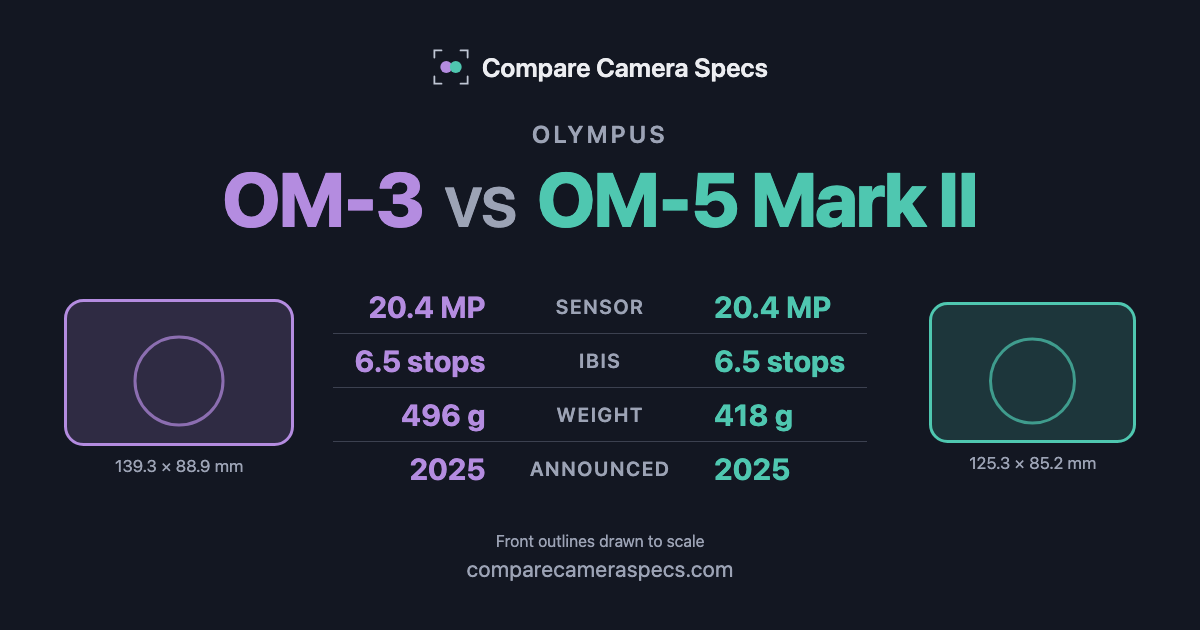 Compare Camera Specs
OLYMPUS
OM-3 vs OM-5 Mark II
20.4 MP SENSOR 20.4 MP
6.5 stops IBIS 6.5 stops
496 g WEIGHT 418 g
2025 ANNOUNCED 2025
139.3 × 88.9 mm
125.3 × 85.2 mm
Front outlines drawn to scale
comparecameraspecs.com